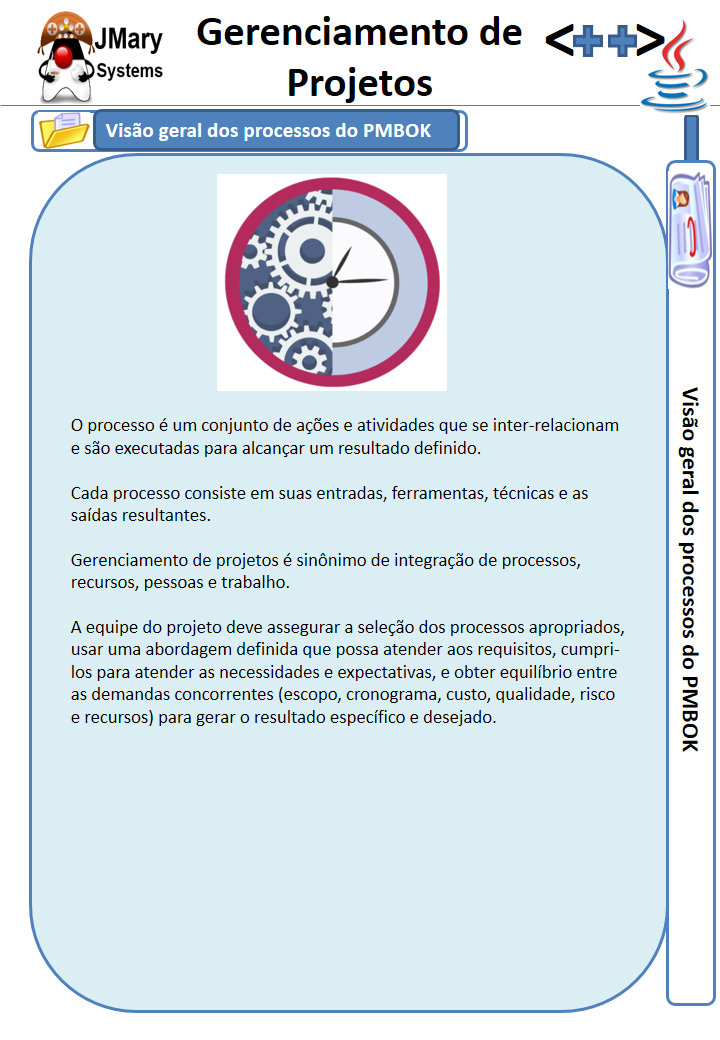 JMary
Systems
Gerenciamento de
Projetos
<++>
Visão geral dos processos do PMBOK
O processo é um conjunto de ações e atividades que se inter-relacionam
e são executadas para alcançar um resultado definido.
Cada processo consiste em suas entradas, ferramentas, técnicas e as
saídas resultantes.
Gerenciamento de projetos é sinônimo de integração de processos,
recursos, pessoas e trabalho.
A equipe do projeto deve assegurar a seleção dos processos apropriados,
usar uma abordagem definida que possa atender aos requisitos, cumpri-
los para atender as necessidades e expectativas, e obter equilíbrio entre
as demandas concorrentes (escopo, cronograma, custo, qualidade, risco
e recursos) para gerar o resultado específico e desejado.
Visão geral dos processos do PMBOK